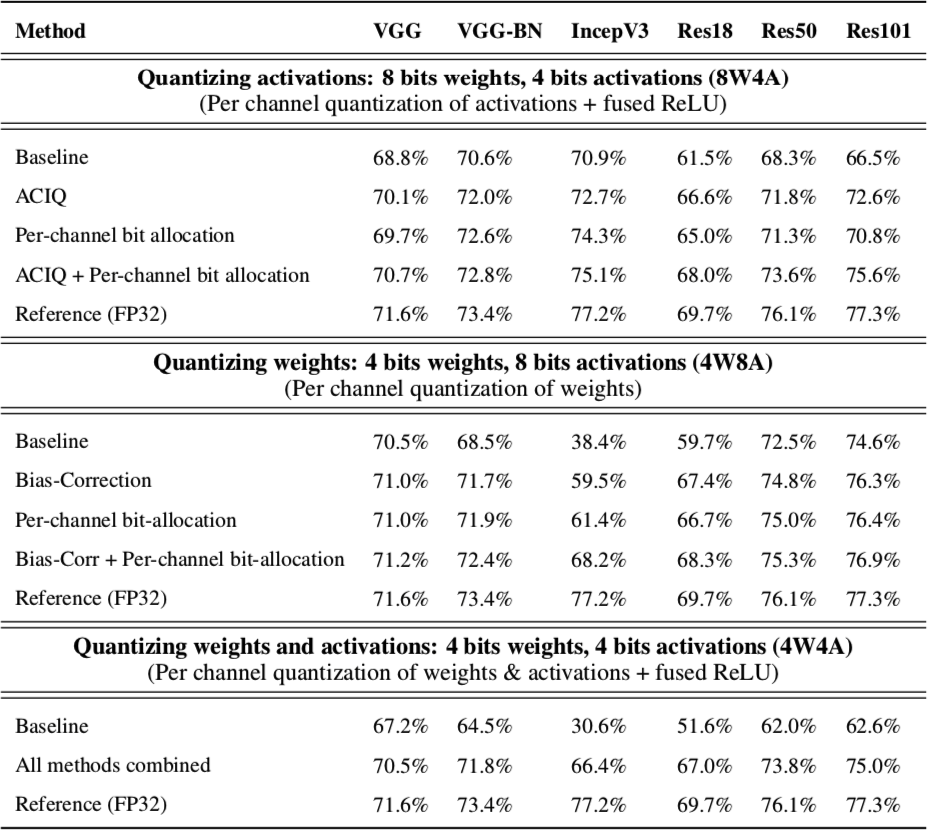 Method VGG VGG-BN IncepV3 Res18 Res50 Res101
Quantizing activations: 8 bits weights, 4 bits activations (8W4A)
(Per channel quantization of activations + fused ReLU)
Baseline 68.8% 70.6% 70.9% 61.5% 68.3% 66.5%
ACIQ 70.1% 72.0% 72.7% 66.6% 71.8% 72.6%
Per-channel bit allocation 69.7% 72.6% 74.3% 65.0% 71.3% 70.8%
ACIQ + Per-channel bit allocation 70.7% 72.8% 75.1% 68.0% 73.6% 75.6%
Reference (FP32) 71.6% 73.4% 77.2% 69.7% 76.1% 77.3%
Quantizing weights: 4 bits weights, 8 bits activations (4W8A)
(Per channel quantization of weights)
Baseline 70.5% 68.5% 38.4% 59.7% 72.5% 74.6%
Bias-Correction 71.0% 71.7% 59.5% 67.4% 74.8% 76.3%
Per-channel bit-allocation 71.0% 71.9% 61.4% 66.7% 75.0% 76.4%
Bias-Corr + Per-channel bit-allocation 71.2% 72.4% 68.2% 68.3% 75.3% 76.9%
Reference (FP32) 71.6% 73.4% 77.2% 69.7% 76.1% 77.3%
Quantizing weights and activations: 4 bits weights, 4 bits activations (4W4A)
(Per channel quantization of weights & activations + fused ReLU)
Baseline 67.2% 64.5% 30.6% 51.6% 62.0% 62.6%
All methods combined 70.5% 71.8% 66.4% 67.0% 73.8% 75.0%
Reference (FP32) 71.6% 73.4% 77.2% 69.7% 76.1% 77.3%